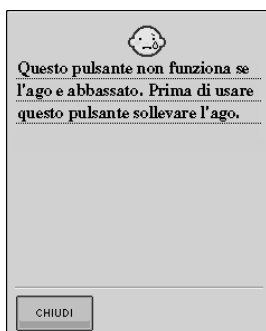 Questo pulsante non funziona se
l'ago e abbassato. Prima di usare
questo pulsante sollevare l'ago.
CHIUDI